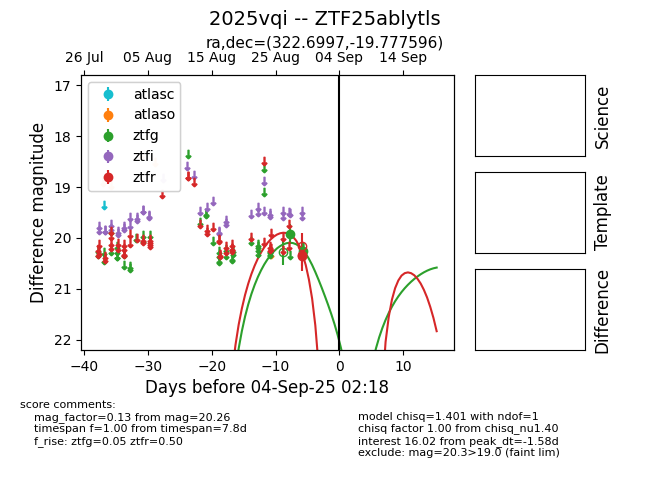 2025vqi -- ZTF25ablytls
ra,dec=(322.6997,-19.777596)
26 Jul 05 Aug 15 Aug 25 Aug 04 Sep 14 Sep
17
18
19
20
21
22
Difference magnitude
atlasc
atlaso
ztfg
ztfi
ztfr
−40 −30 −20 −10 0 10
Days before 04-Sep-25 02:18
Science
Template
Difference
score comments:
mag_factor=0.13 from mag=20.26
timespan f=1.00 from timespan=7.8d
f_rise: ztfg=0.05 ztfr=0.50
model chisq=1.401 with ndof=1
chisq factor 1.00 from chisq_nu1.40
interest 16.02 from peak_dt=-1.58d
exclude: mag=20.3>19.0 (faint lim)